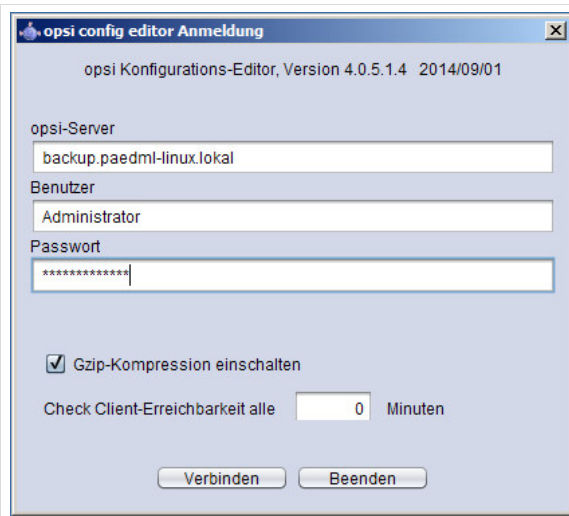 opsi config editor Anmeldung
opsi Konfigurations-Editor, Version 4.0.5.1.4 2014/09/01
opsi-Server
backup.paedml-linux.lokal
Benutzer
Administrator
Passwort
*************
Gzip-Kompression einschalten
Check Client-Erreichbarkeit alle 0 Minuten
Verbinden Beenden